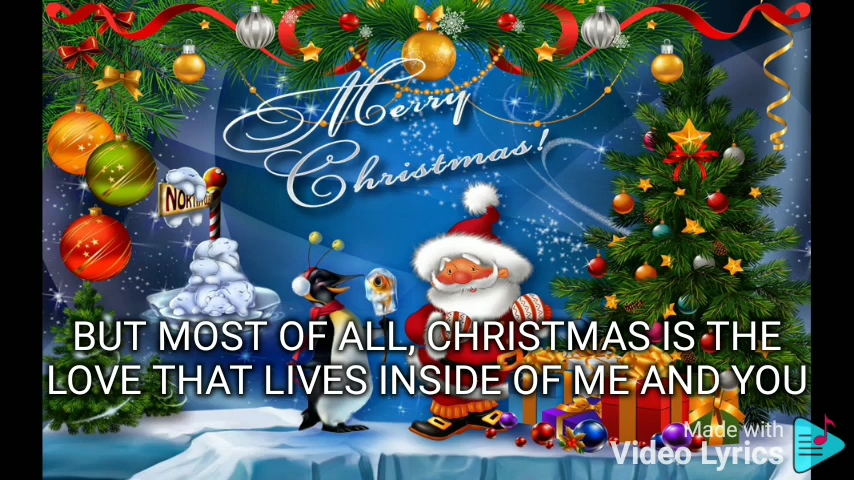 Merry
Christmas!
BUT MOST OF ALL, CHRISTMAS IS THE
LOVE THAT LIVES INSIDE OF ME AND YOU
Made with
Video Lyrics